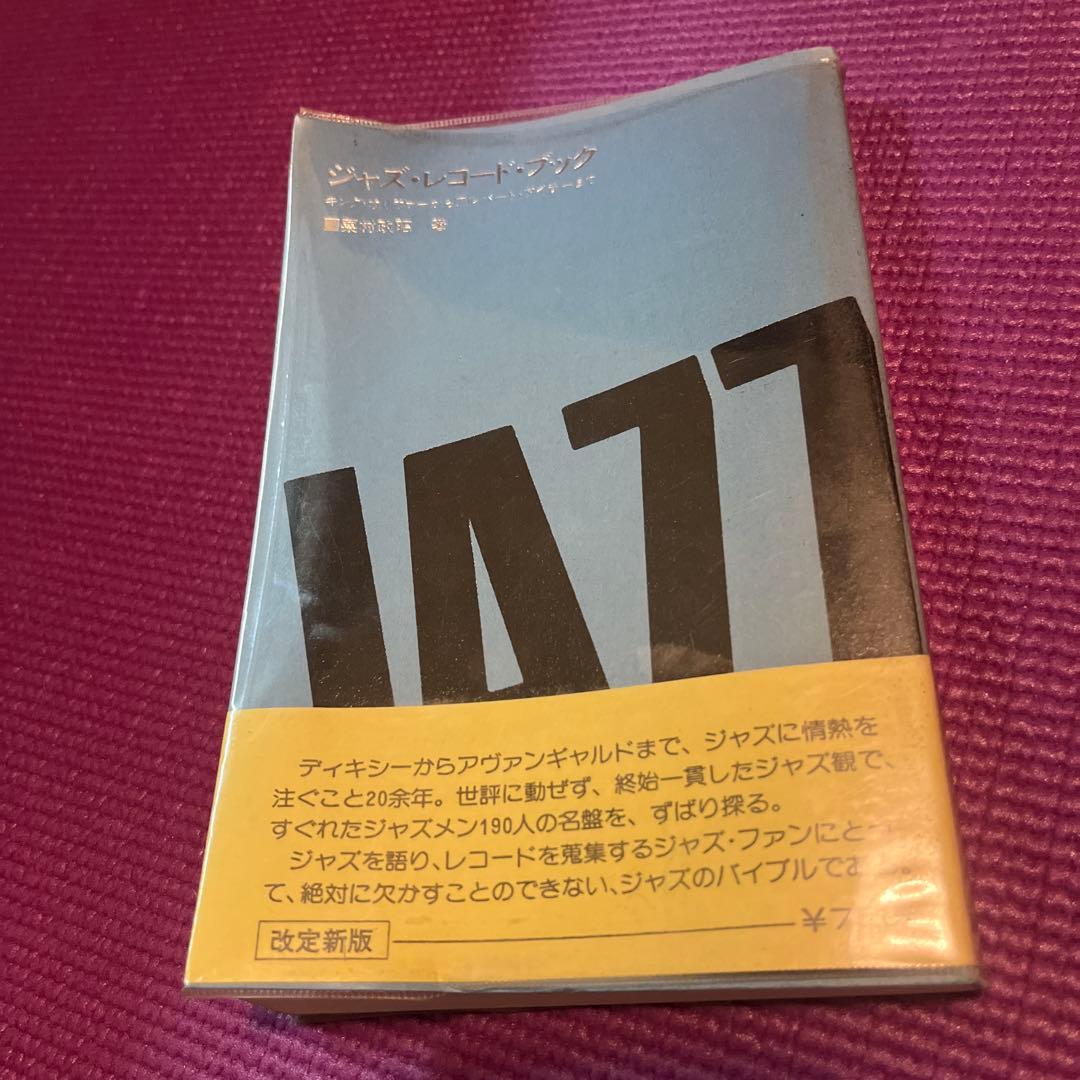 ジャズ・レコード・ブック
JAZZ
ディキシーからアヴァンギャルドまで、ジャズに情熱を
注ぐこと20余年。世評に動ぜず、終始一貫したジャズ観で、
すぐれたジャズメン190人の名盤を、ずばり探る。
ジャズを語り、レコードを蒐集するジャズ・ファンにとっ
て、絶対に欠かすことのできない、ジャズのバイブルである。
改定新版